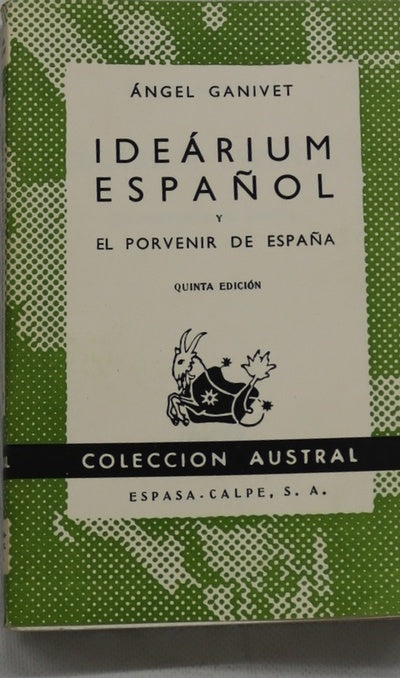 ÁNGEL GANIVET
IDEÁRIUM
ESPAÑOL
Y
EL PORVENIR DE ESPAÑA
QUINTA EDICIÓN
L COLECCION AUSTRAL
ESPASA-CALPE, S. A.